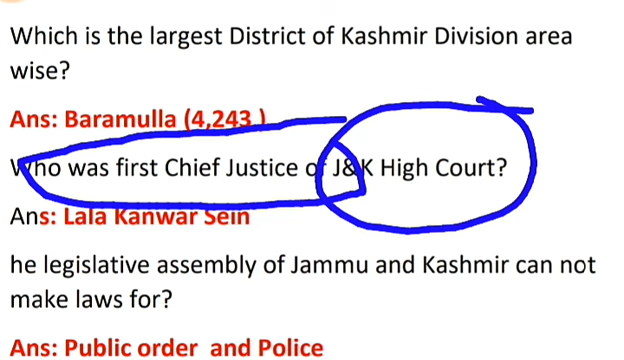 Which is the largest District of Kashmir Division area
wise?
Ans: Baramulla (4,243 )
Who was first Chief Justice of J&K High Court?
Ans: Lala Kanwar Sein
he legislative assembly of Jammu and Kashmir can not
make laws for?
Ans: Public order and Police